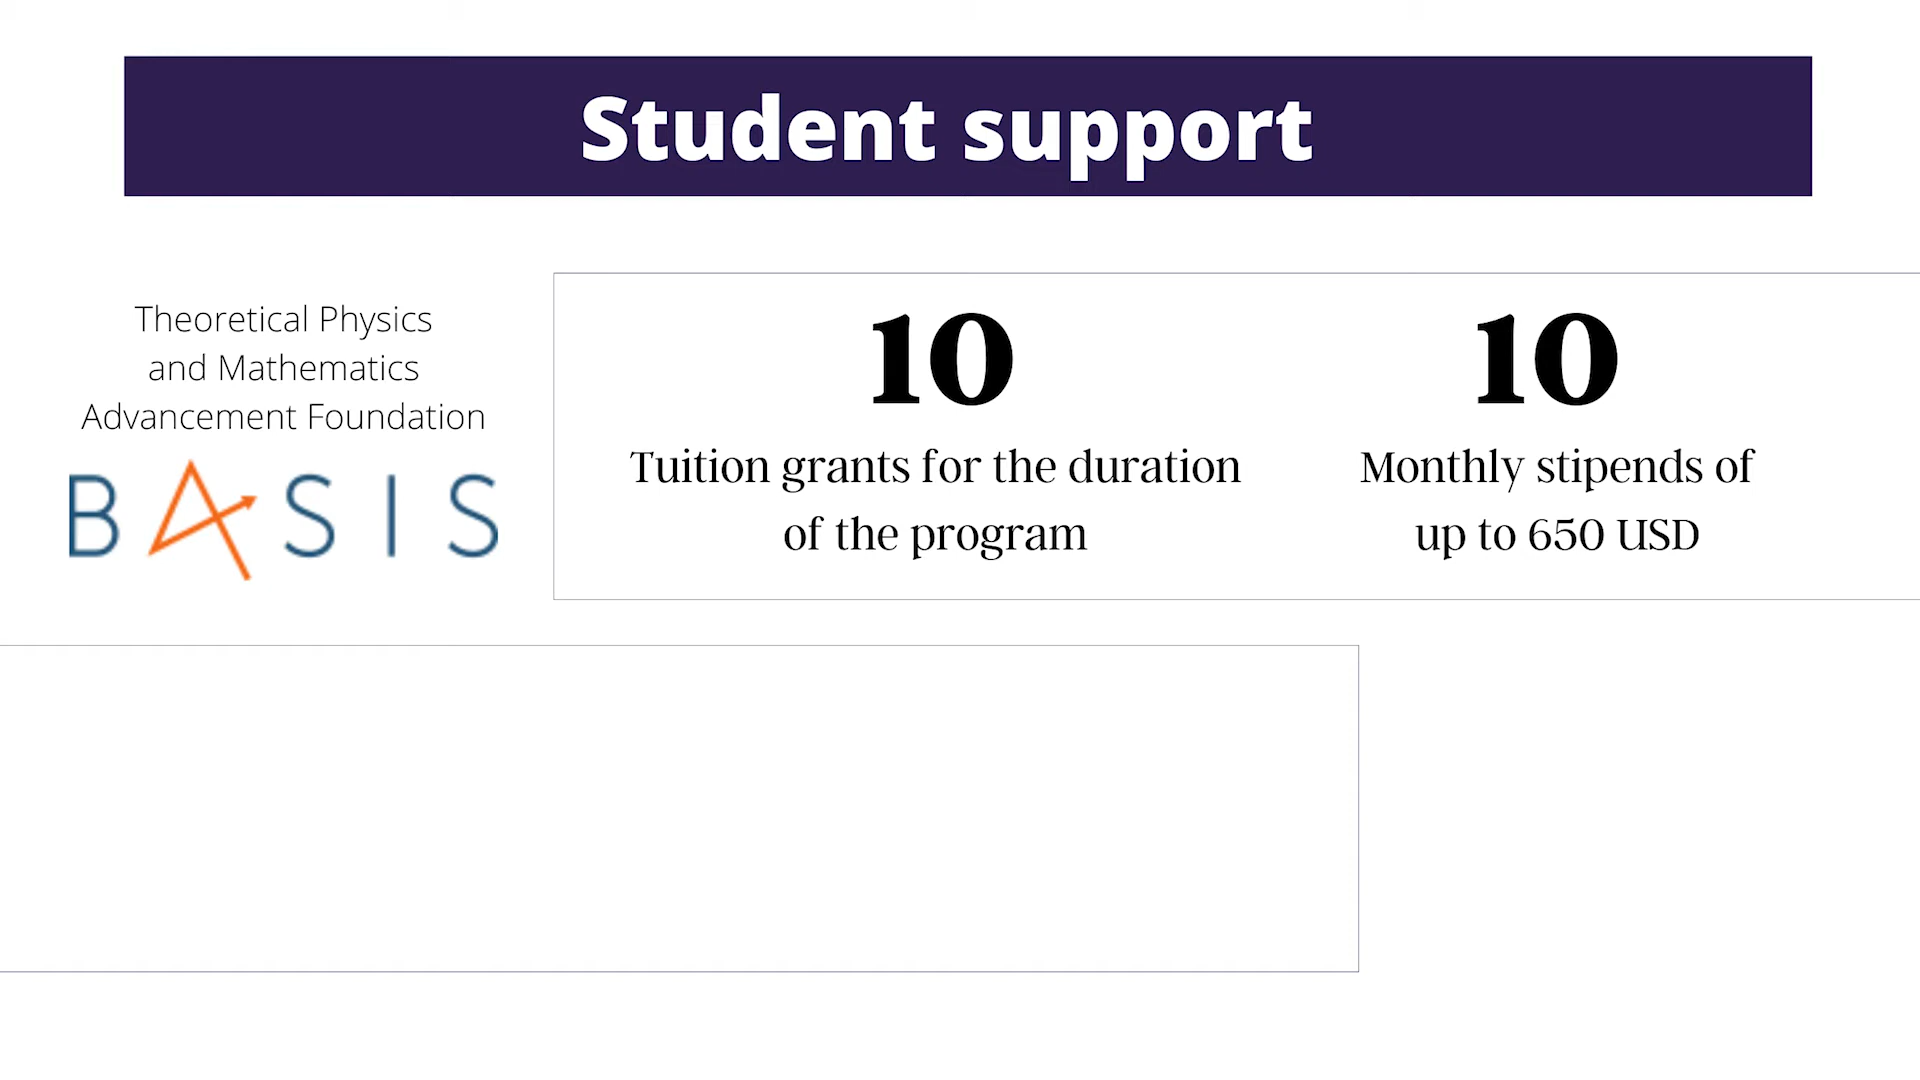 Student support
Theoretical Physics
and Mathematics
Advancement Foundation
BASIS
10
Tuition grants for the duration
of the program
10
Monthly stipends of
up to 650 USD